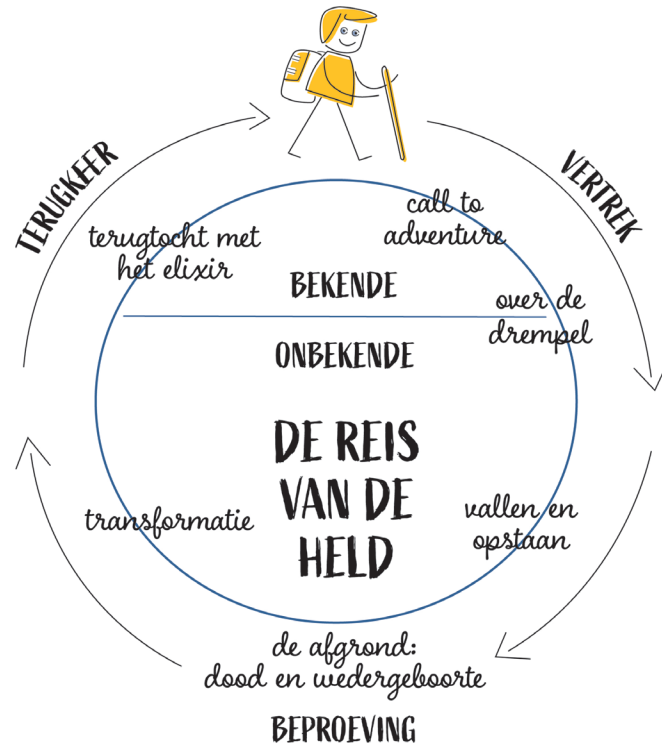 TERUGKEER
VERTREK
call to
adventure
terugtocht met
het elixir
BEKENDE
over de
drempel
ONBEKENDE
DE REIS
VAN DE
HELD
transformatie
vallen en
opstaan
de afgrond:
dood en wedergeboorte
BEPROEVING